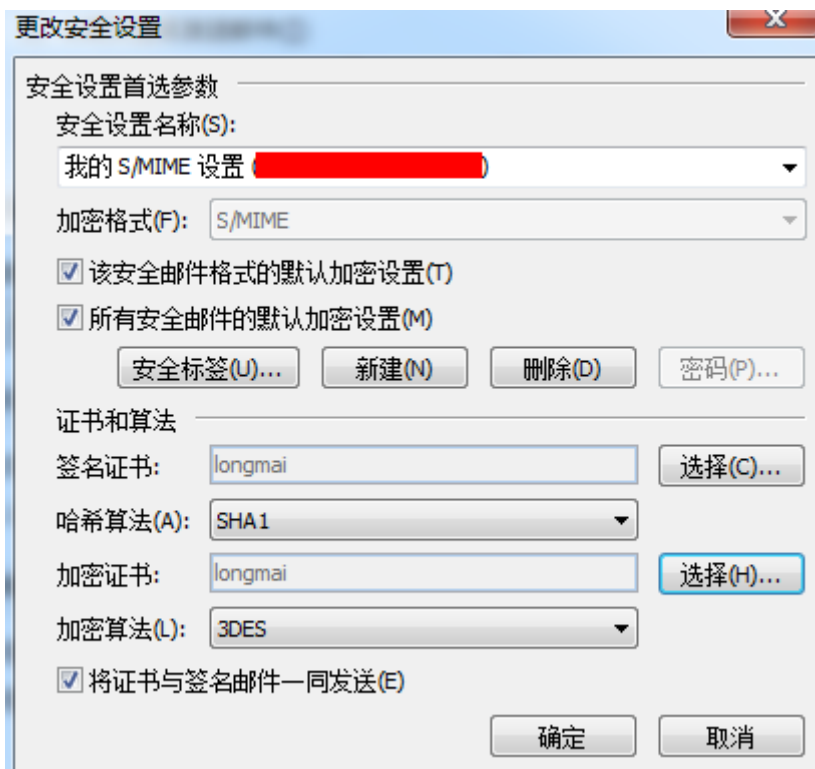 更改安全设置
安全设置首选参数
安全设置名称(S):
我的 S/MIME 设置 ( )
加密格式(F): S/MIME
该安全邮件格式的默认加密设置(T)
所有安全邮件的默认加密设置(M)
安全标签(U)... 新建(N) 删除(D) 密码(P)...
证书和算法
签名证书: longmai 选择(C)...
哈希算法(A): SHA1
加密证书: longmai 选择(H)...
加密算法(L): 3DES
将证书与签名邮件一同发送(E)
确定 取消